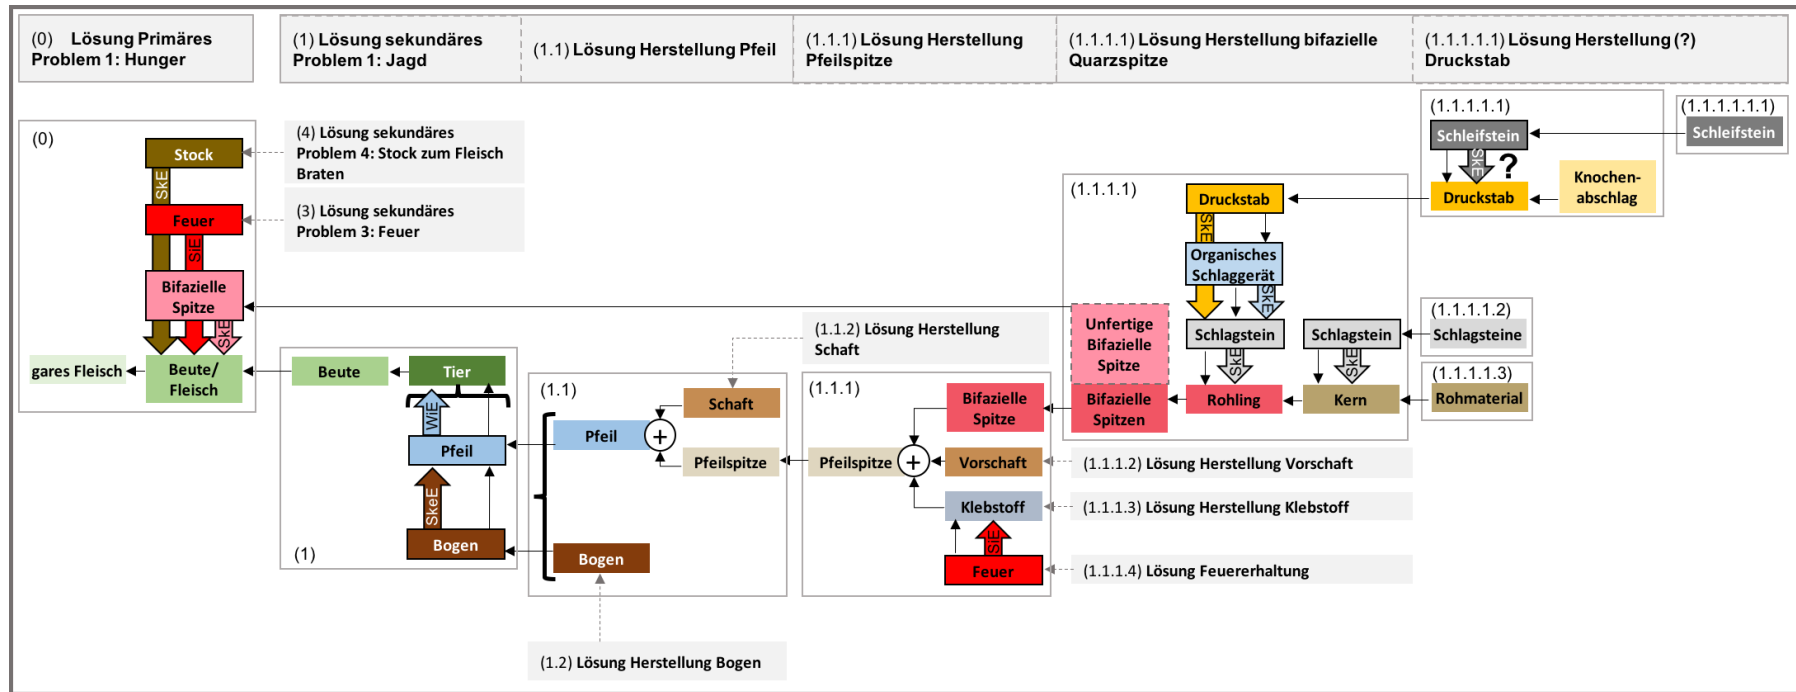 (0) Lösung Primäres
Problem 1: Hunger
(1) Lösung sekundäres
Problem 1: Jagd
(1.1) Lösung Herstellung Pfeil
(1.1.1) Lösung Herstellung
Pfeilspitze
(1.1.1.1) Lösung Herstellung bifazielle
Quarzspitze
(1.1.1.1.1) Lösung Herstellung (?)
Druckstab
(0)
Stock
SkE
Feuer
SiE
Bifazielle
Spitze
SkE
gares Fleisch
Beute/
Fleisch
(4) Lösung sekundäres
Problem 4: Stock zum Fleisch
Braten
(3) Lösung sekundäres
Problem 3: Feuer
Beute
Tier
WiE
Pfeil
SkeE
Bogen
(1)
(1.1)
Schaft
Pfeil
+
Pfeilspitze
Bogen
(1.2) Lösung Herstellung Bogen
(1.1.2) Lösung Herstellung
Schaft
(1.1.1)
Bifazielle
Spitze
Pfeilspitze
+
Vorschaft
Klebstoff
SiE
Feuer
(1.1.1.2) Lösung Herstellung Vorschaft
(1.1.1.3) Lösung Herstellung Klebstoff
(1.1.1.4) Lösung Feuererhaltung
(1.1.1.1)
Druckstab
SkE
Organisches
Schlaggerät
SkE
Unfertige
Bifazielle
Spitze
Schlagstein
Schlagstein
SkE
SkE
Bifazielle
Spitzen
Rohling
Kern
(1.1.1.1.1)
Schleifstein
SkE
?
Druckstab
Knochen-
abschlag
(1.1.1.1.1.1)
Schleifstein
(1.1.1.1.2)
Schlagsteine
(1.1.1.1.3)
Rohmaterial